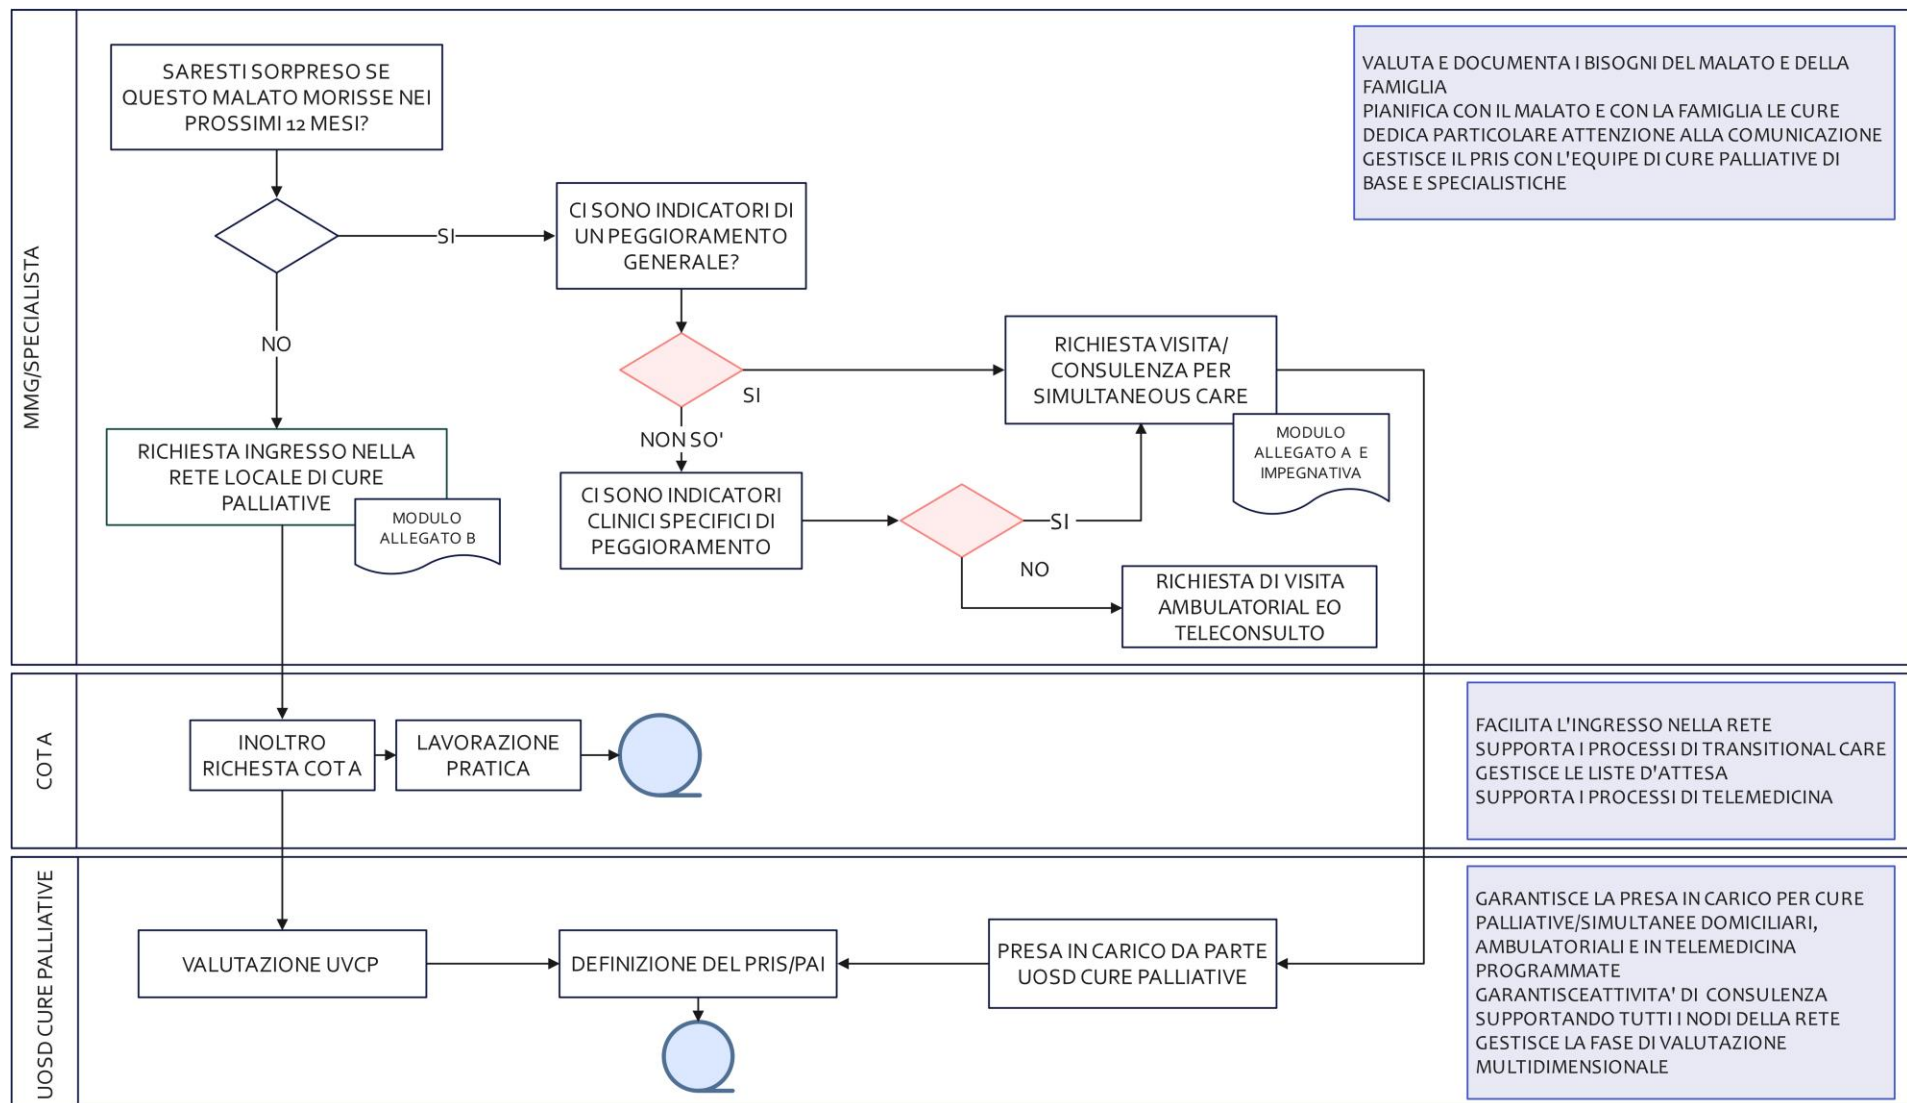 MMG/SPECIALISTA
SARESTI SORPRESO SE
QUESTO MALATO MORISSE NEI
PROSSIMI 12 MESI?
SI
NO
CI SONO INDICATORI DI
UN PEGGIORAMENTO
GENERALE?
SI
NON SO'
RICHIESTA VISITA/
CONSULENZA PER
SIMULTANEOUS CARE
MODULO
ALLEGATO A E
IMPEGNATIVA
RICHIESTA INGRESSO NELLA
RETE LOCALE DI CURE
PALLIATIVE
MODULO
ALLEGATO B
CI SONO INDICATORI
CLINICI SPECIFICI DI
PEGGIORAMENTO
SI
NO
RICHIESTA DI VISITA
AMBULATORIAL EO
TELECONSULTO
VALUTA E DOCUMENTA I BISOGNI DEL MALATO E DELLA
FAMIGLIA
PIANIFICA CON IL MALATO E CON LA FAMIGLIA LE CURE
DEDICA PARTICOLARE ATTENZIONE ALLA COMUNICAZIONE
GESTISCE IL PRIS CON L'EQUIPE DI CURE PALLIATIVE DI
BASE E SPECIALISTICHE
COT A
INOLTRO
RICHESTA COT A
LAVORAZIONE
PRATICA
FACILITA L'INGRESSO NELLA RETE
SUPPORTA I PROCESSI DI TRANSITIONAL CARE
GESTISCE LE LISTE D'ATTESA
SUPPORTA I PROCESSI DI TELEMEDICINA
UOSD CURE PALLIATIVE
VALUTAZIONE UVCP
DEFINIZIONE DEL PRIS/PAI
PRESA IN CARICO DA PARTE
UOSD CURE PALLIATIVE
GARANTISCE LA PRESA IN CARICO PER CURE
PALLIATIVE/SIMULTANEE DOMICILIARI,
AMBULATORIALI E IN TELEMEDICINA
PROGRAMMATE
GARANTISCEATTIVITA' DI CONSULENZA
SUPPORTANDO TUTTI I NODI DELLA RETE
GESTISCE LA FASE DI VALUTAZIONE
MULTIDIMENSIONALE